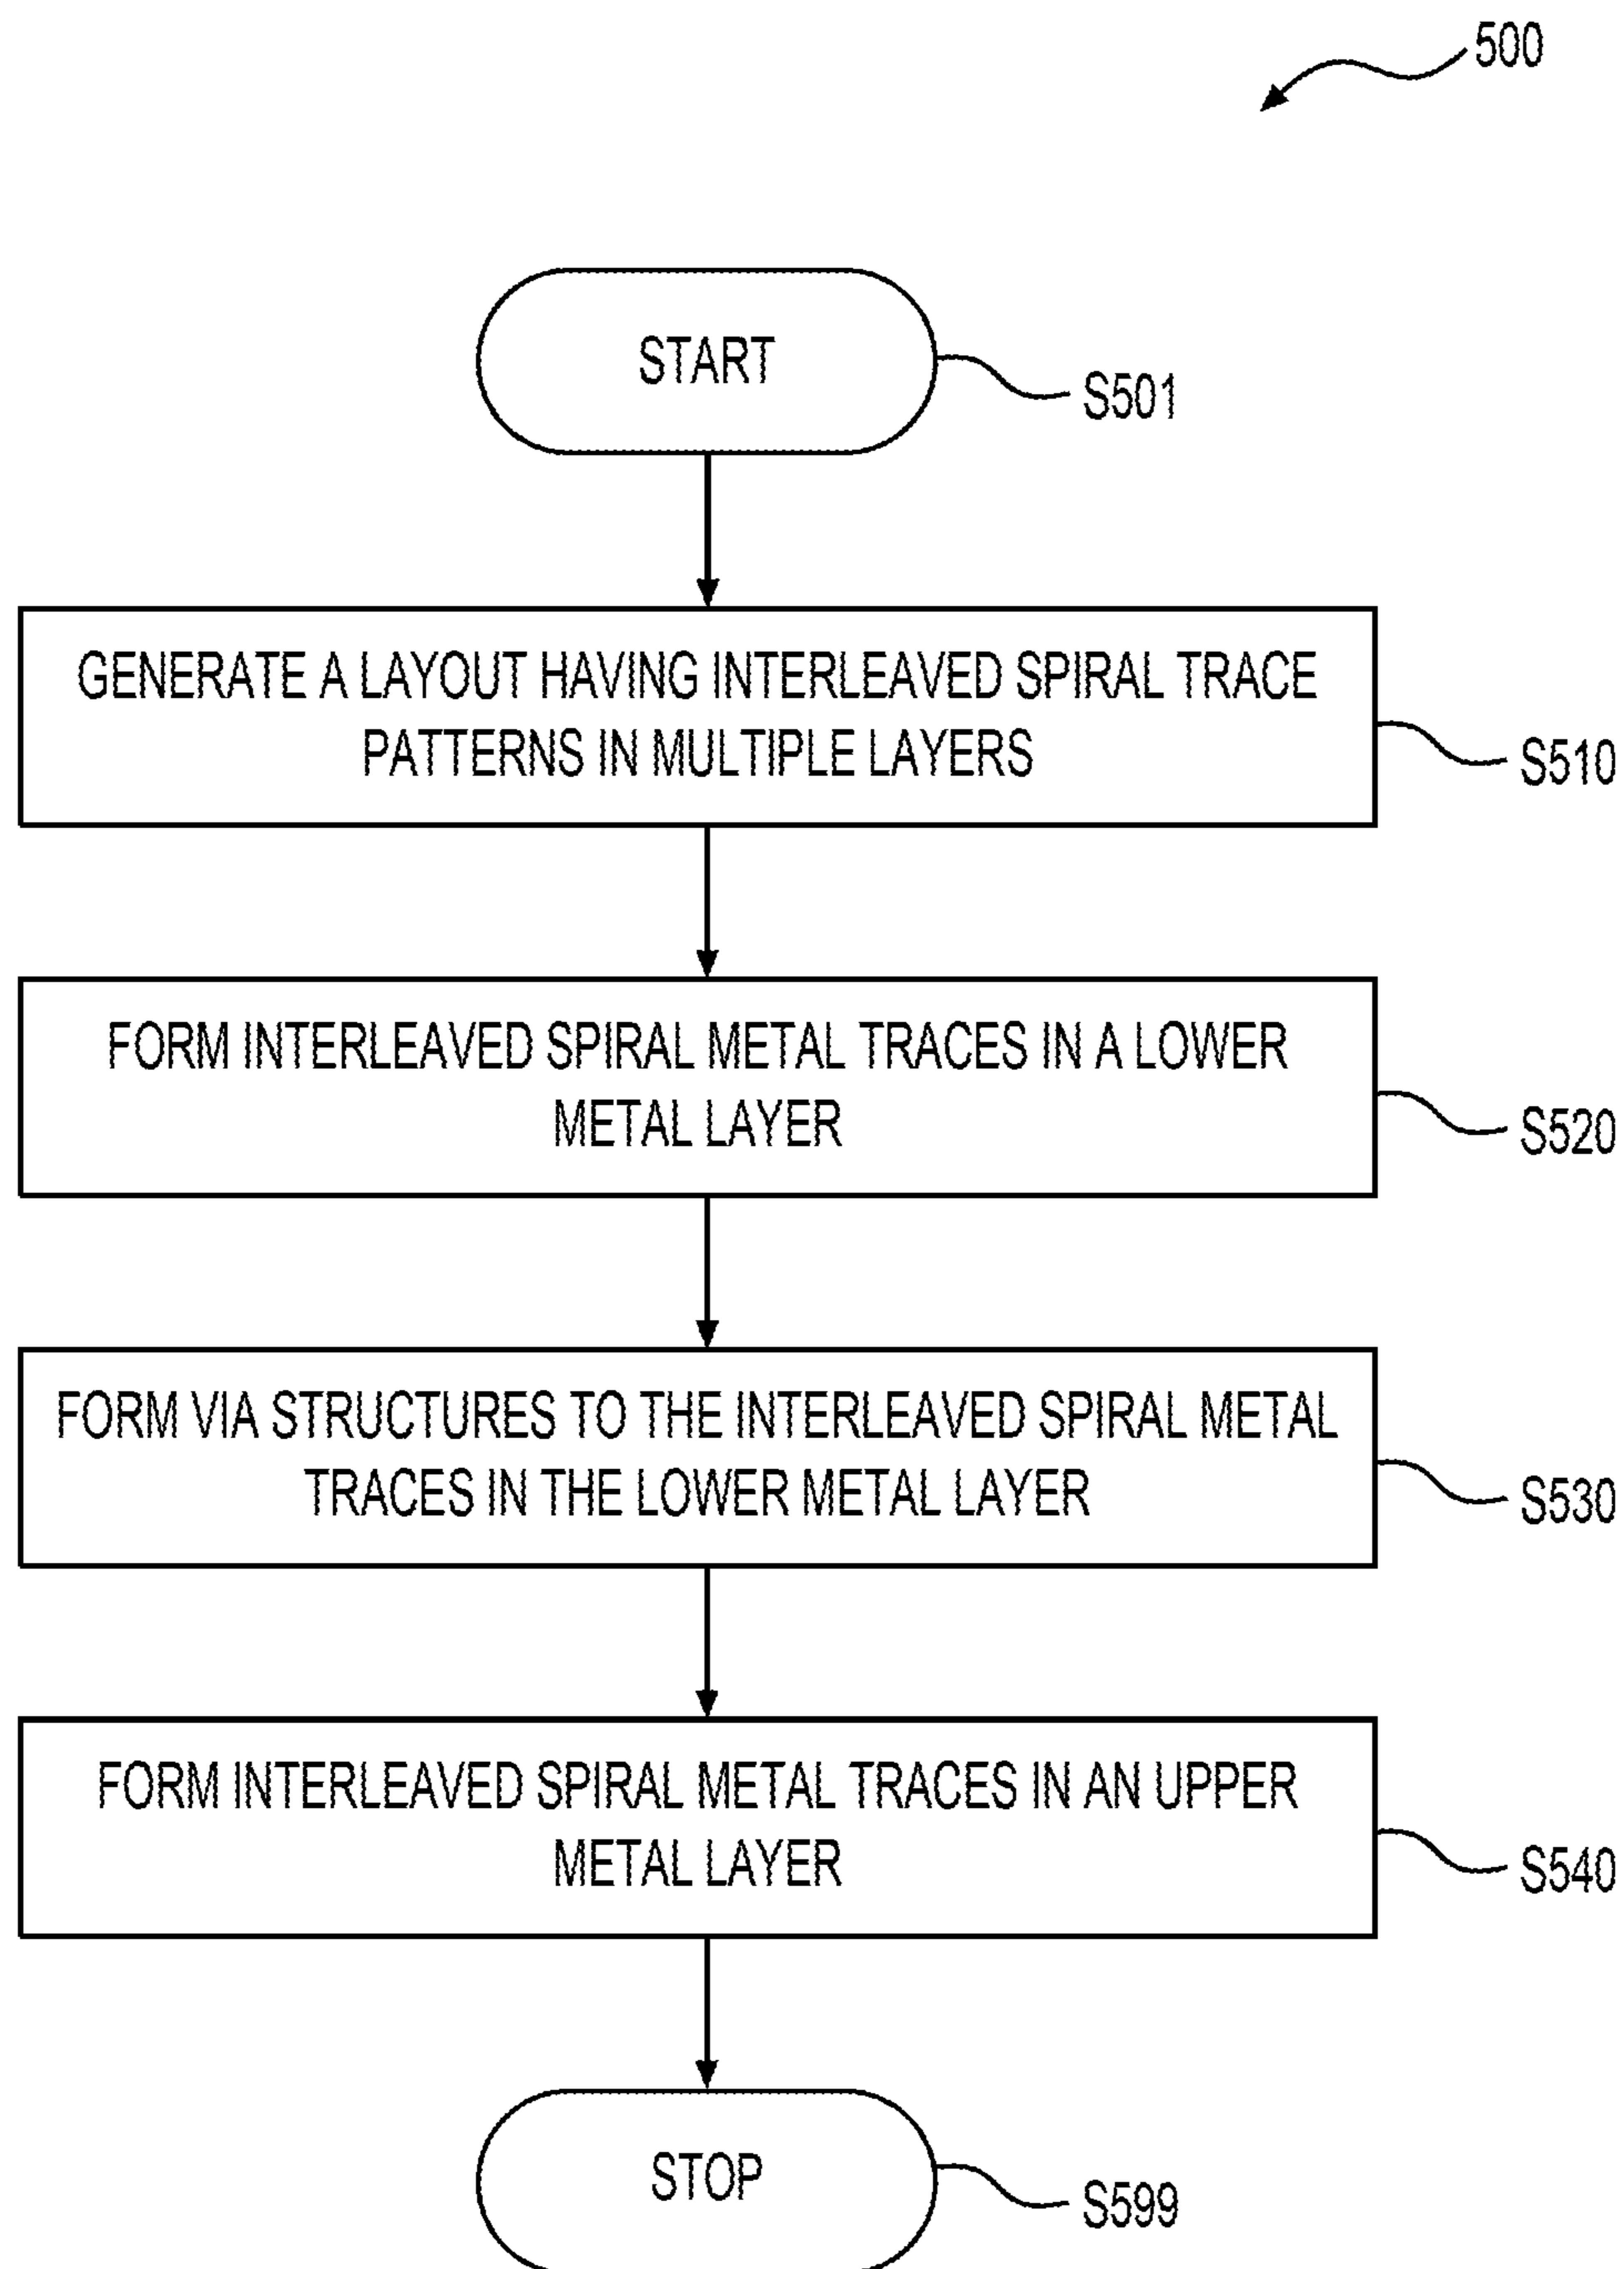 500
START
S501
GENERATE A LAYOUT HAVING INTERLEAVED SPIRAL TRACE
PATTERNS IN MULTIPLE LAYERS
S510
FORM INTERLEAVED SPIRAL METAL TRACES IN A LOWER
METAL LAYER
S520
FORM VIA STRUCTURES TO THE INTERLEAVED SPIRAL METAL
TRACES IN THE LOWER METAL LAYER
S530
FORM INTERLEAVED SPIRAL METAL TRACES IN AN UPPER
METAL LAYER
S540
STOP
S599